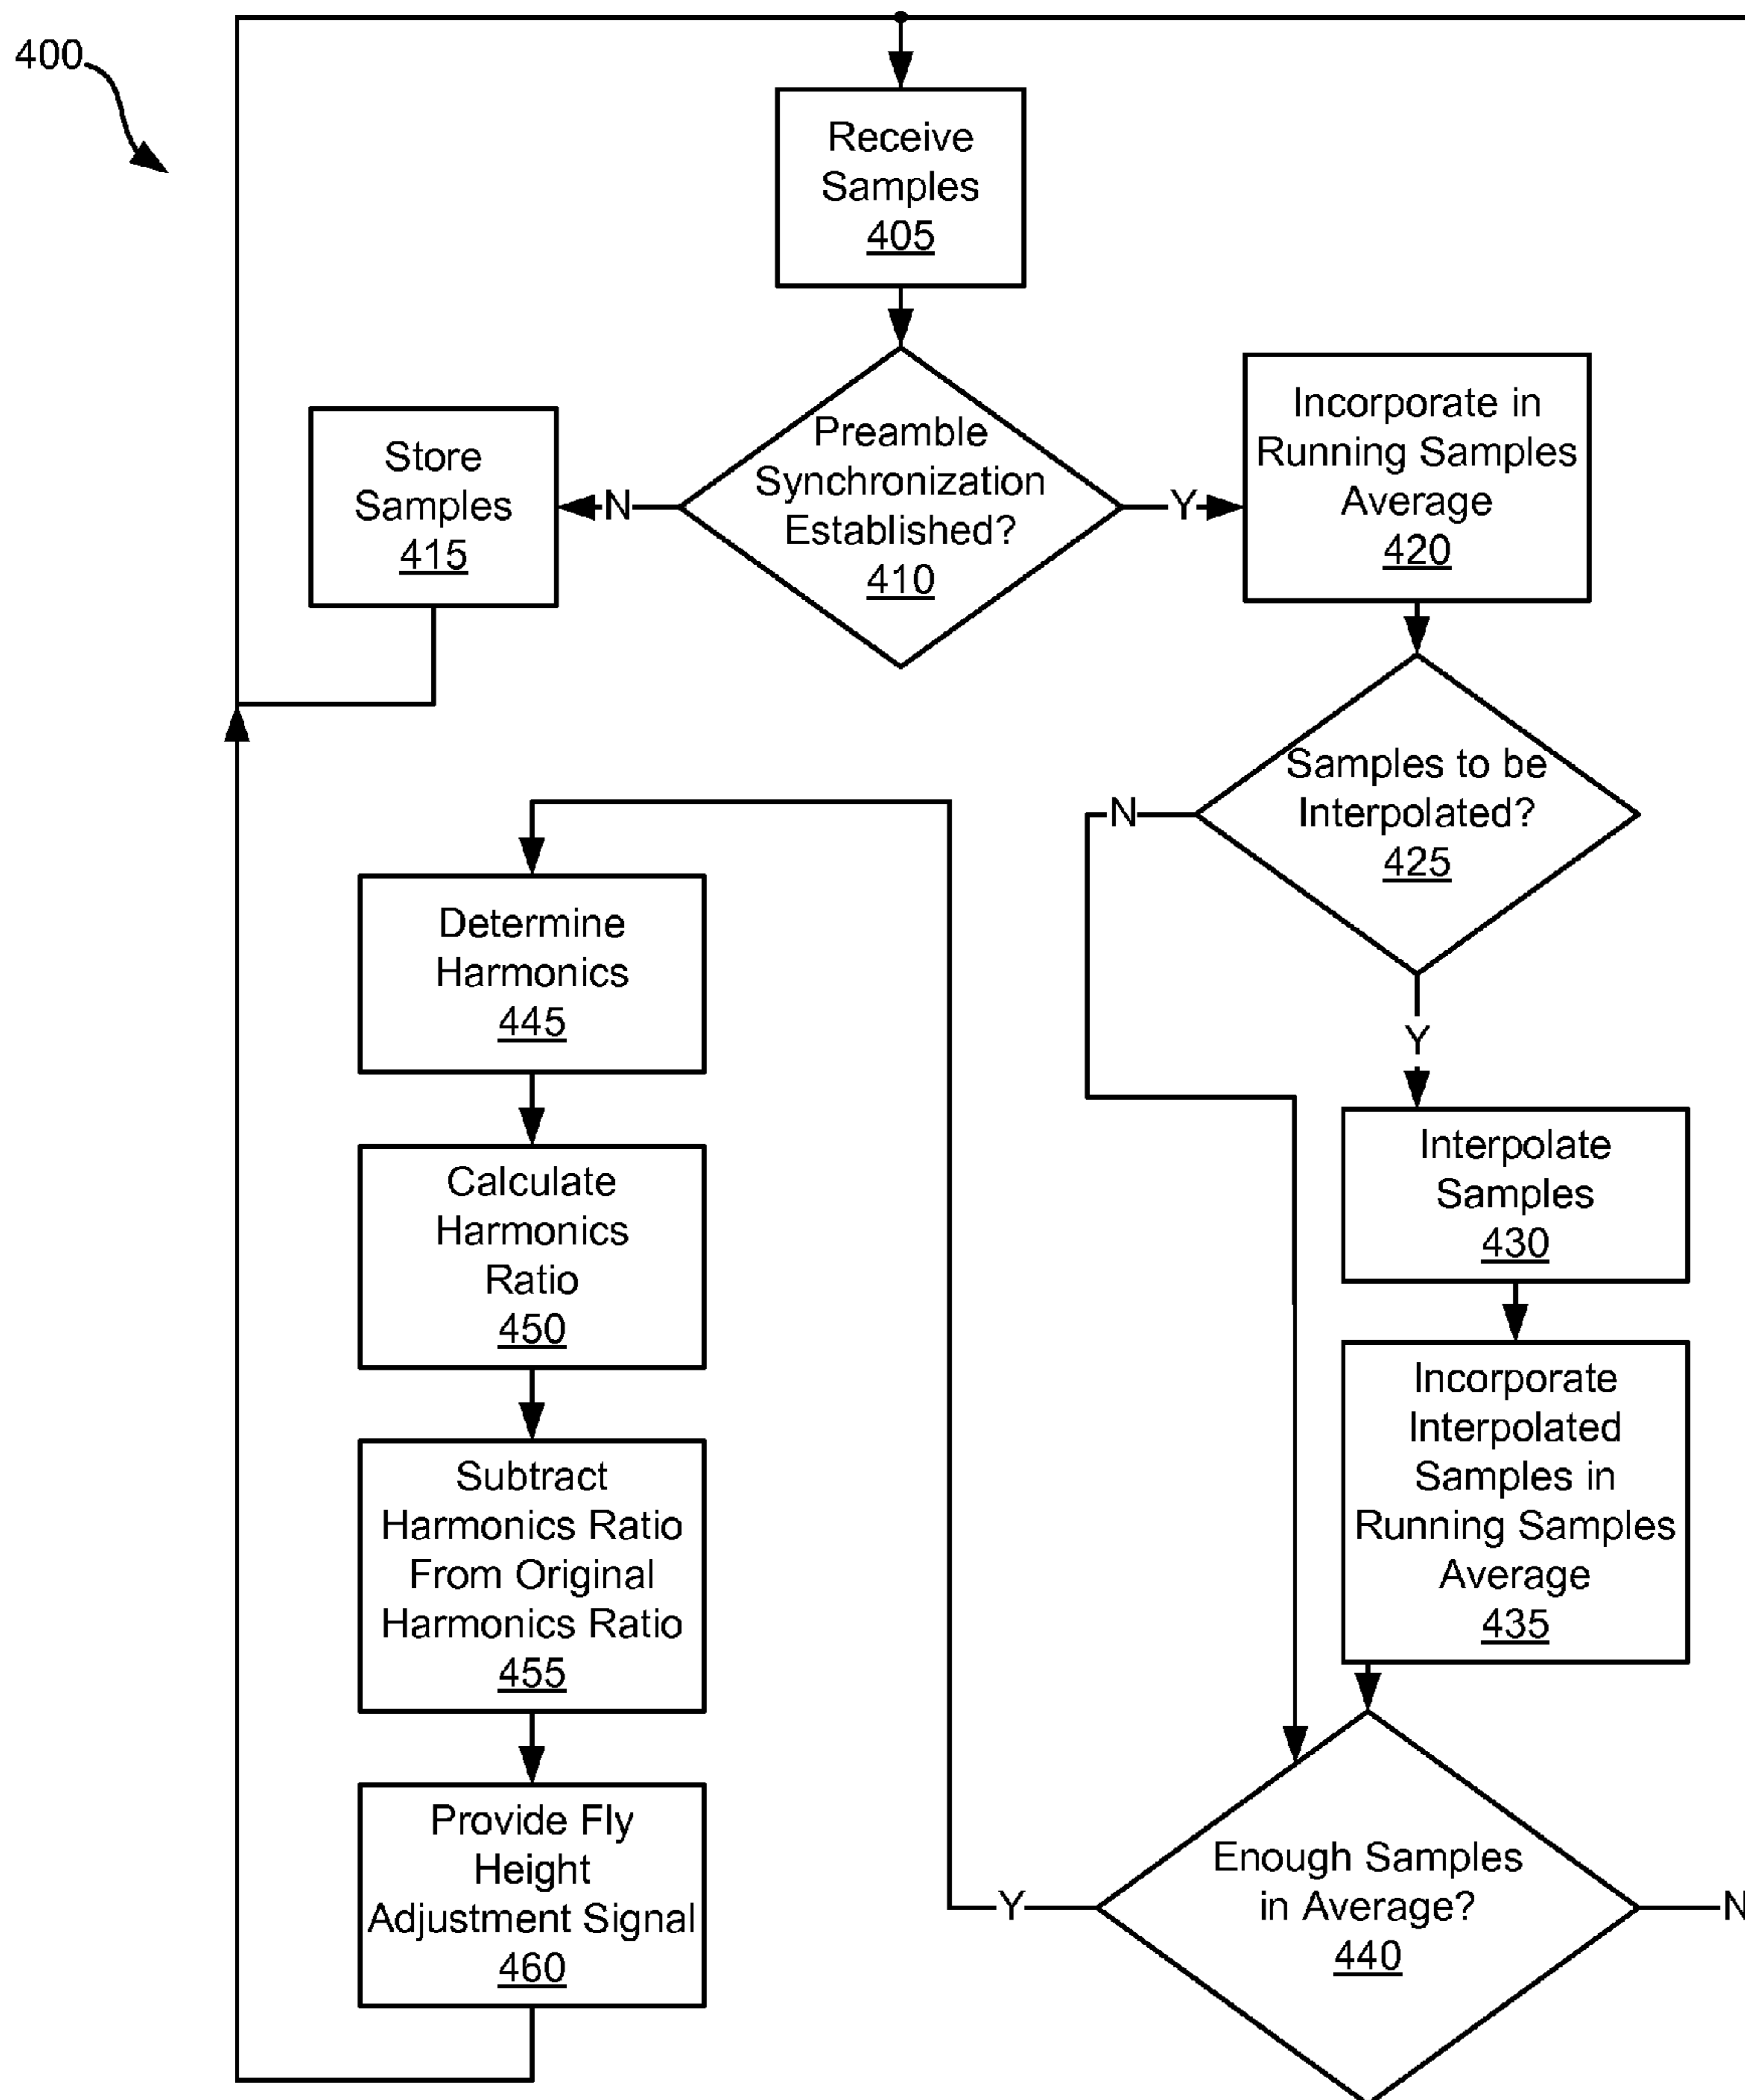 400
Receive
Samples
405
Preamble
Synchronization
Established?
410
N
Y
Store
Samples
415
Incorporate in
Running Samples
Average
420
Samples to be
Interpolated?
425
N
Y
Interpolate
Samples
430
Incorporate
Interpolated
Samples in
Running Samples
Average
435
Enough Samples
in Average?
440
Y
N
Determine
Harmonics
445
Calculate
Harmonics
Ratio
450
Subtract
Harmonics Ratio
From Original
Harmonics Ratio
455
Provide Fly
Height
Adjustment Signal
460